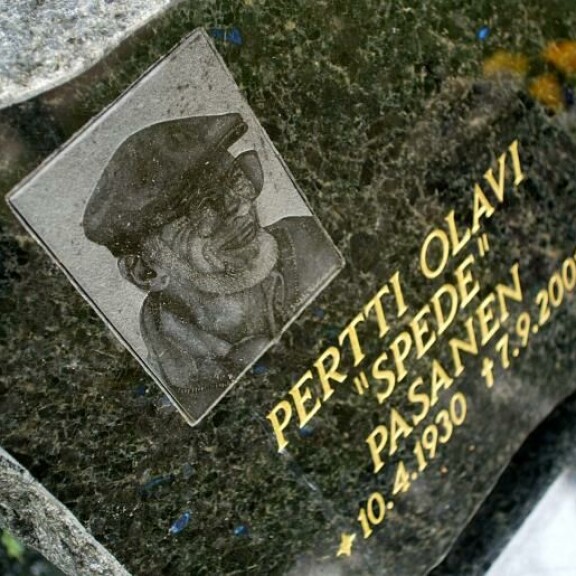 PERTTI OLAVI
"SPEDE"
PASANEN
★ 10.4.1930 ✝ 7.9.200